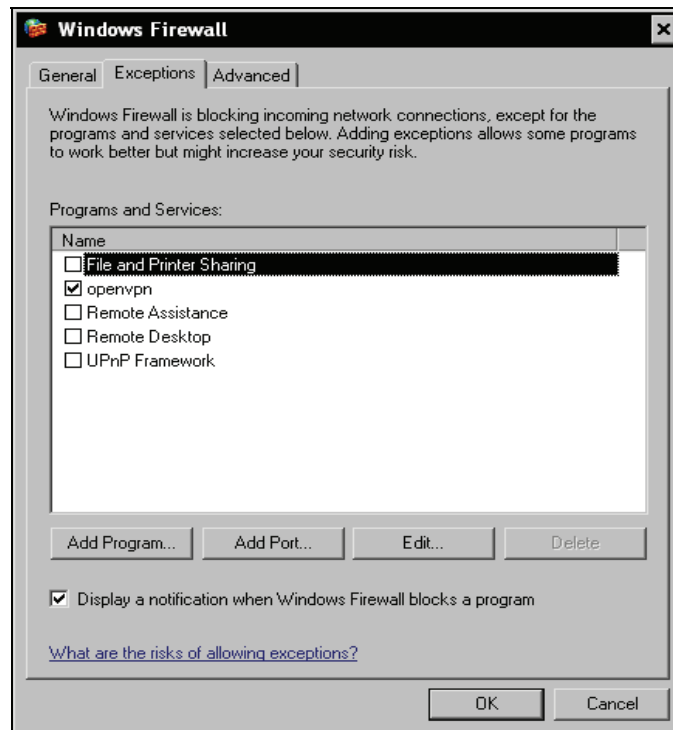 Windows Firewall
General Exceptions Advanced
Windows Firewall is blocking incoming network connections, except for the
programs and services selected below. Adding exceptions allows some programs
to work better but might increase your security risk.
Programs and Services:
Name
File and Printer Sharing
openvpn
Remote Assistance
Remote Desktop
UPnP Framework
Add Program... Add Port... Edit... Delete
Display a notification when Windows Firewall blocks a program
What are the risks of allowing exceptions?
OK Cancel